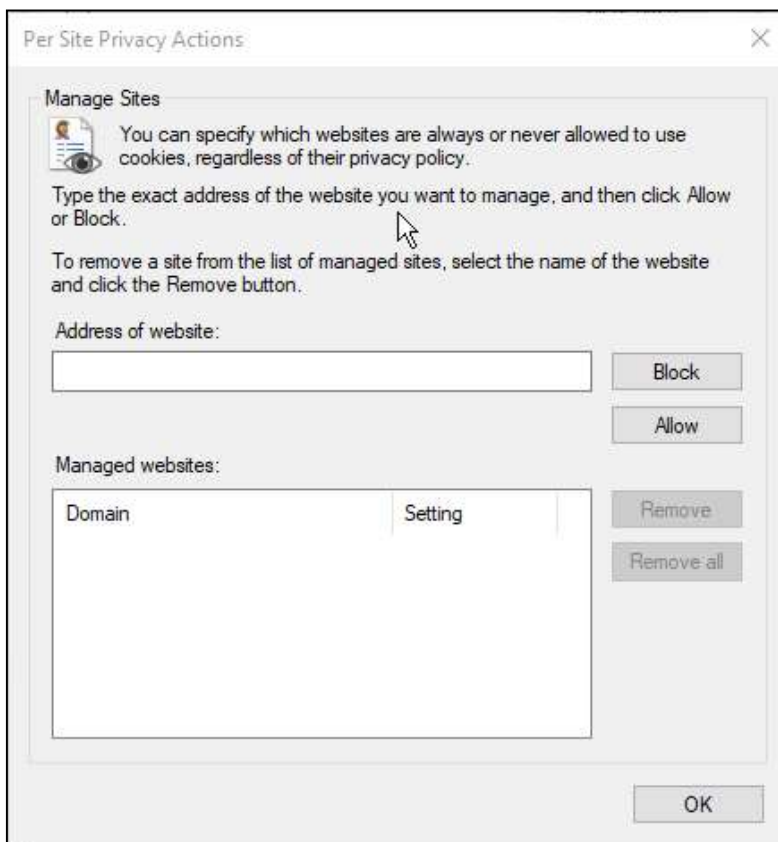 Per Site Privacy Actions
Manage Sites
You can specify which websites are always or never allowed to use
cookies, regardless of their privacy policy.
Type the exact address of the website you want to manage, and then click Allow
or Block.
To remove a site from the list of managed sites, select the name of the website
and click the Remove button.
Address of website:
Block
Allow
Managed websites:
Domain Setting
Remove
Remove all
OK